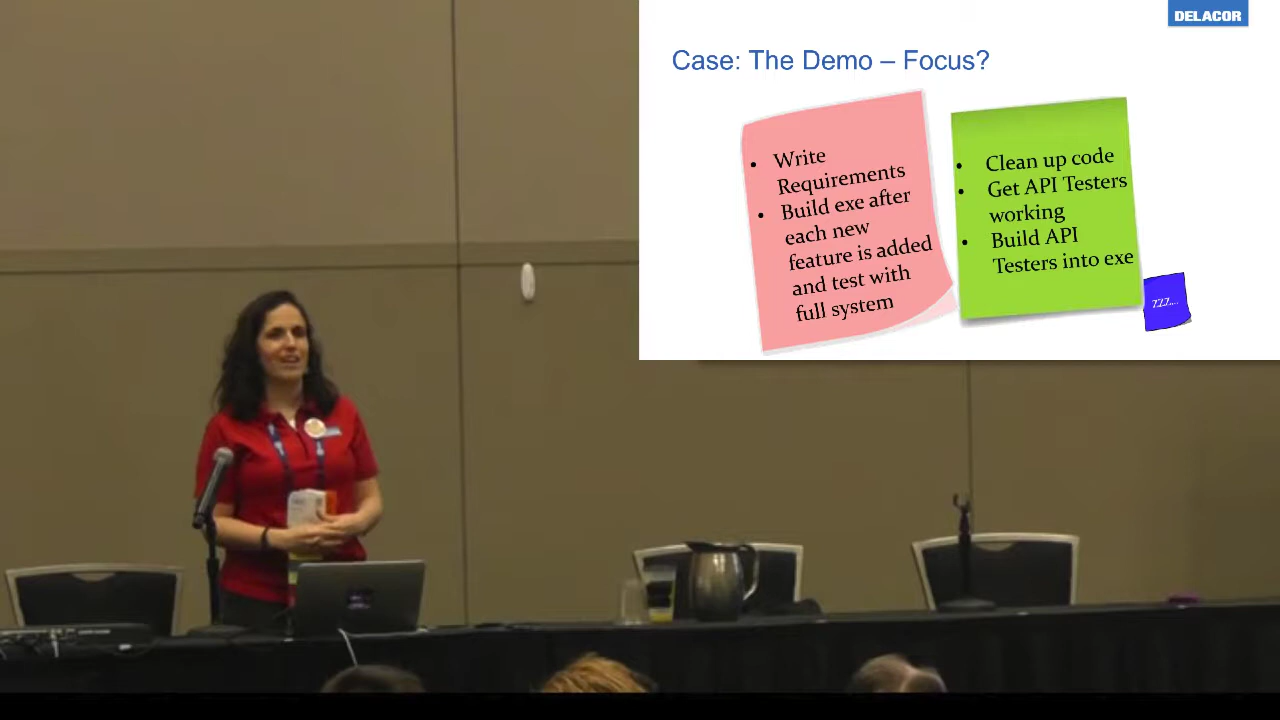 DELACOR
Case: The Demo – Focus?
• Write
Requirements
• Build exe after
each new
feature is added
and test with
full system
• Clean up code
• Get API Testers
working
• Build API
Testers into exe
zzz...